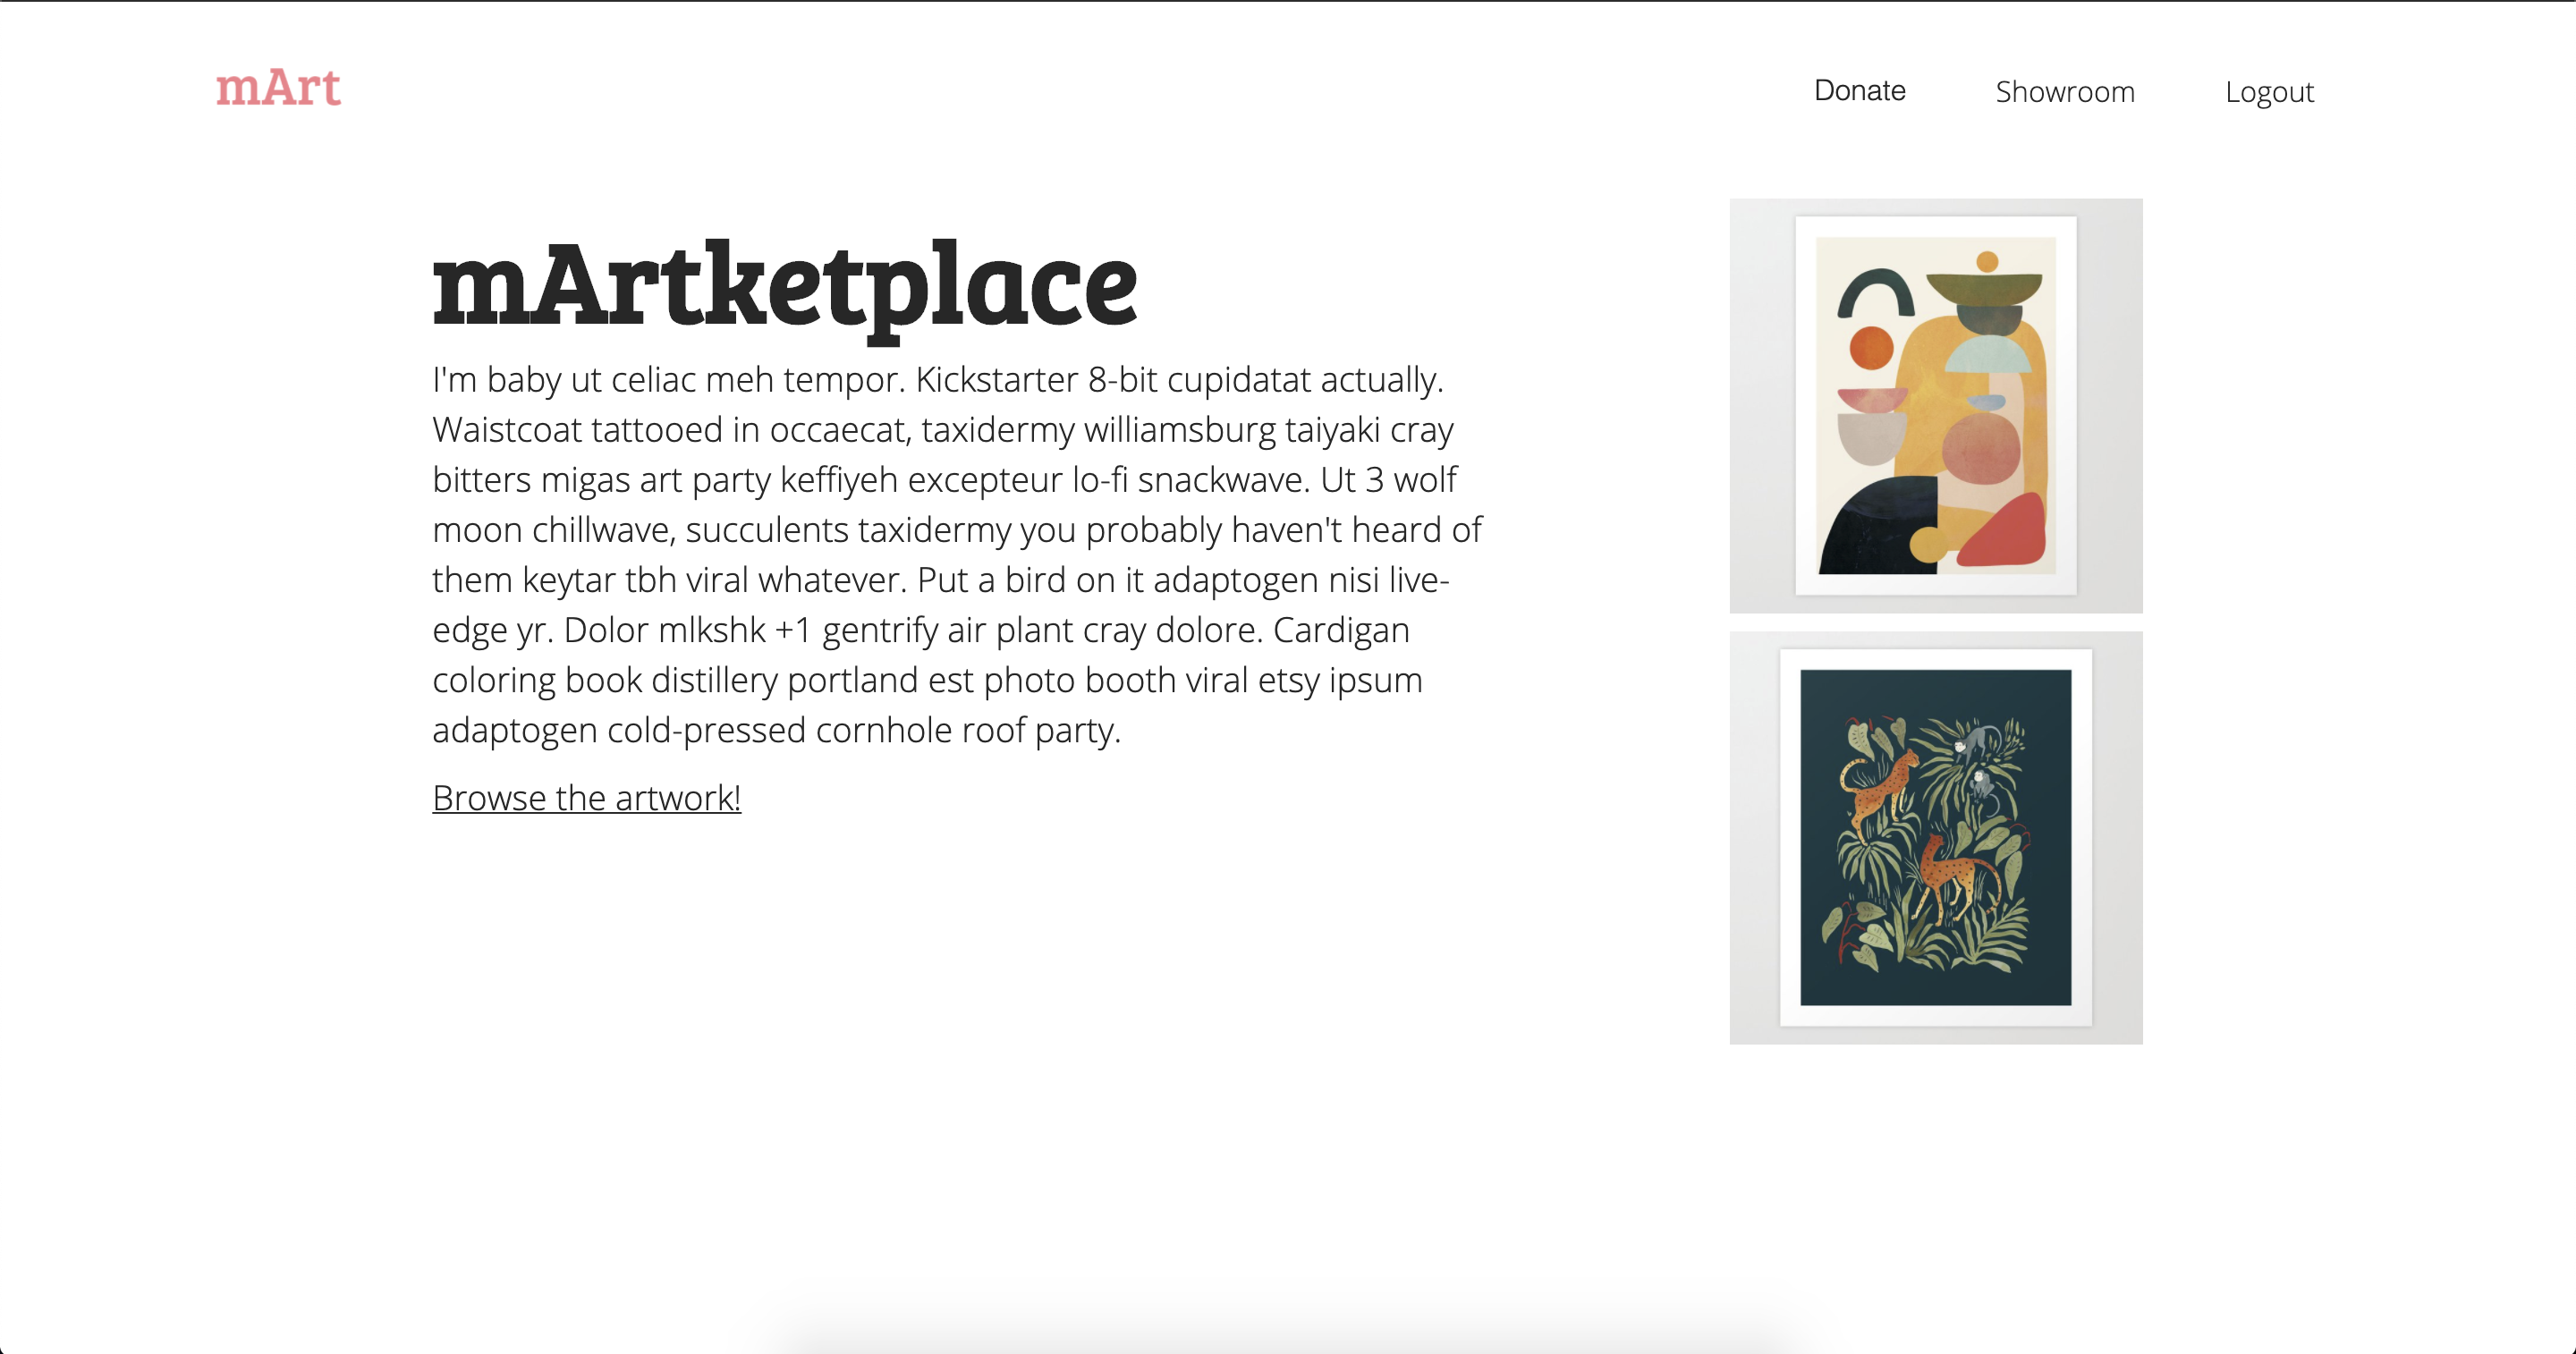 mArt
Donate Showroom Logout
mArtketplace
I'm baby ut celiac meh tempor. Kickstarter 8-bit cupidatat actually.
Waistcoat tattooed in occaecat, taxidermy williamsburg taiyaki cray
bitters migas art party keffiyeh excepteur lo-fi snackwave. Ut 3 wolf
moon chillwave, succulents taxidermy you probably haven't heard of
them keytar tbh viral whatever. Put a bird on it adaptogen nisi live-
edge yr. Dolor mlkshk +1 gentrify air plant cray dolore. Cardigan
coloring book distillery portland est photo booth viral etsy ipsum
adaptogen cold-pressed cornhole roof party.
Browse the artwork!